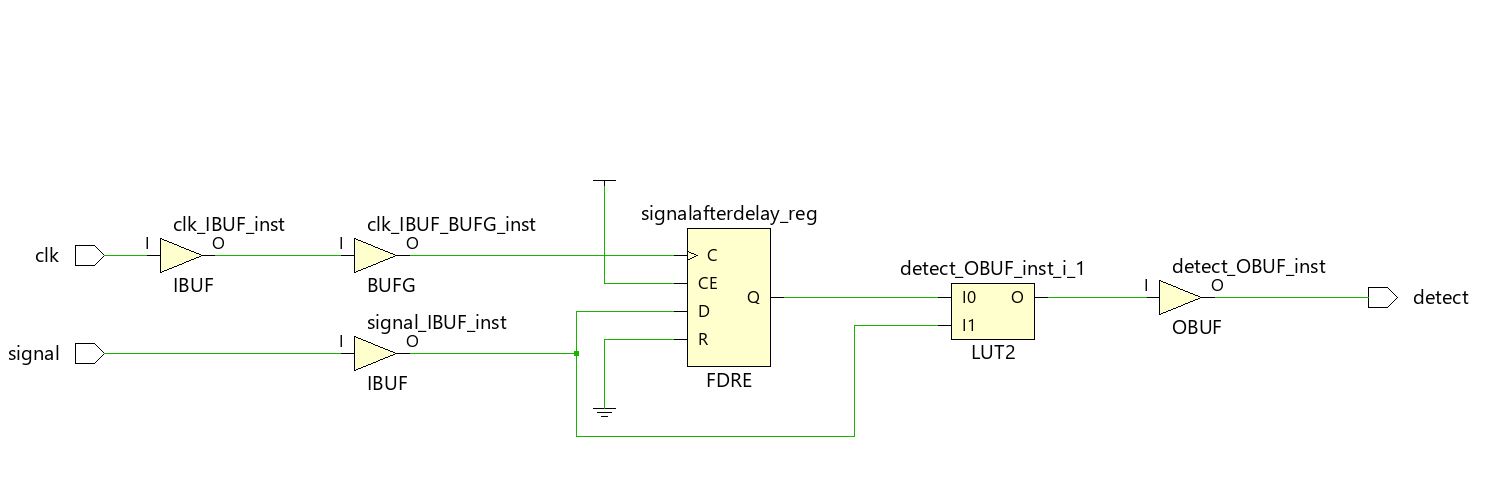 clk
I
clk_IBUF_inst
O
IBUF
I
clk_IBUF_BUFG_inst
O
BUFG
signal
I
signal_IBUF_inst
O
IBUF
signalafterdelay_reg
C
CE
D
R
Q
FDRE
detect_OBUF_inst_i_1
I0
I1
O
LUT2
I
detect_OBUF_inst
O
OBUF
detect